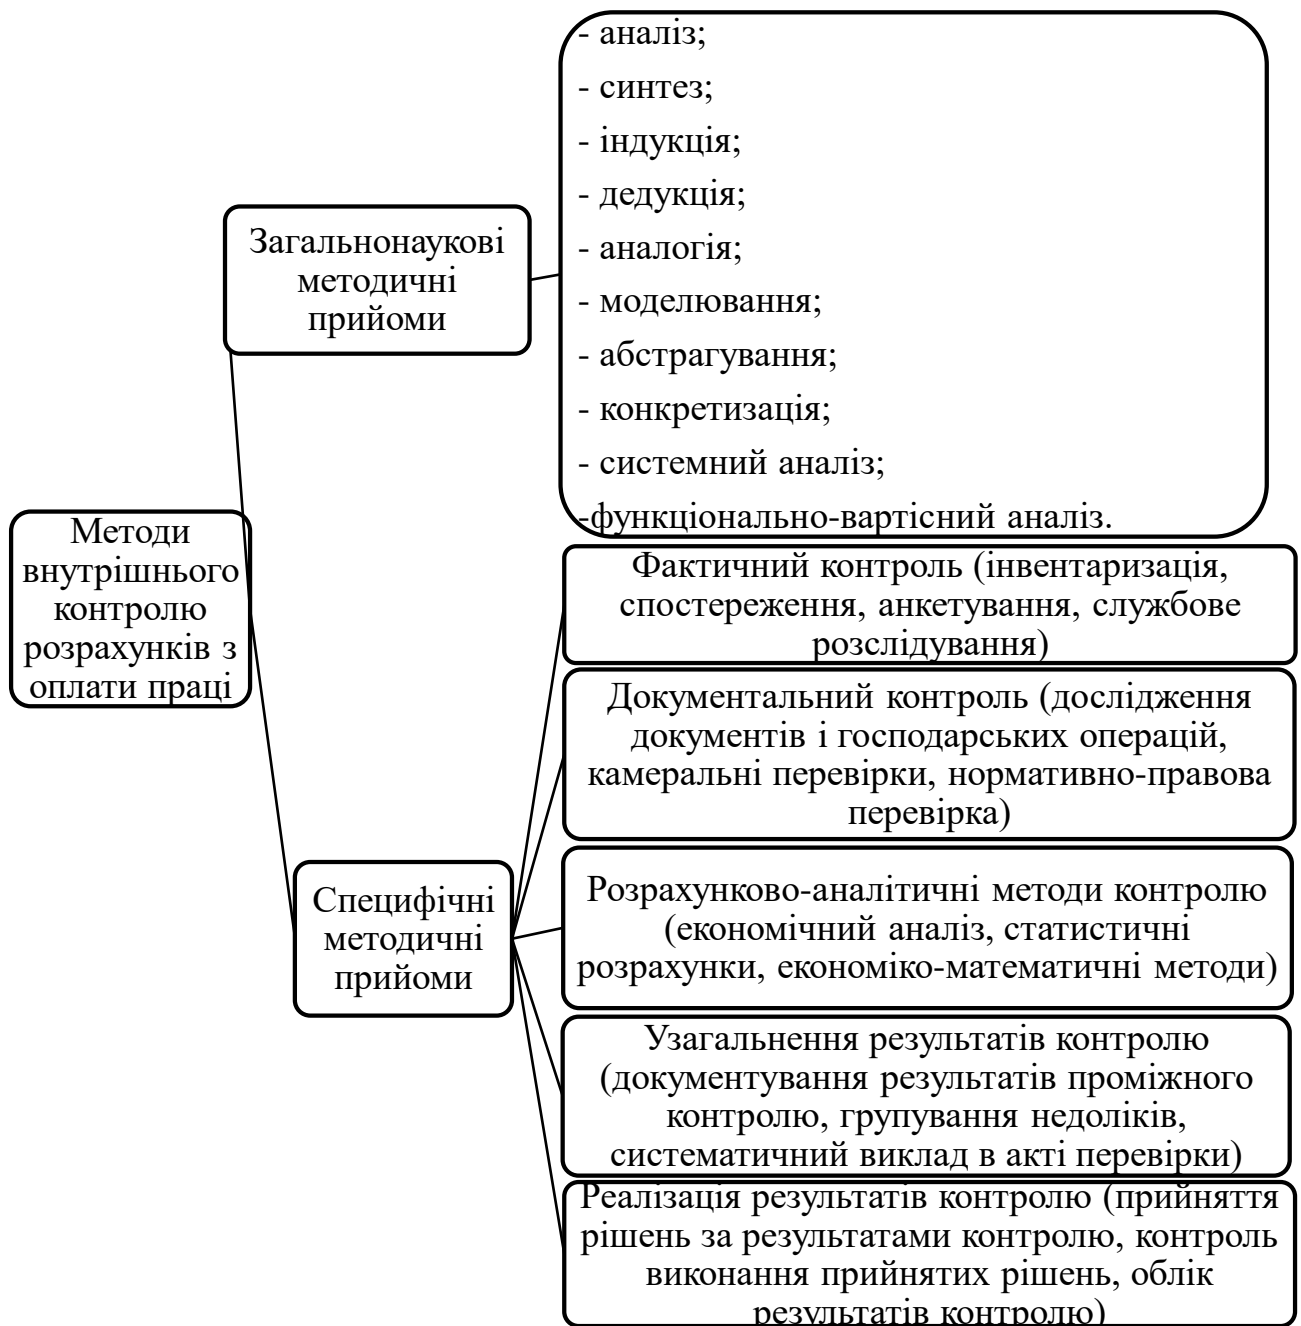 - аналіз;
- синтез;
- індукція;
- дедукція;
- аналогія;
- моделювання;
- абстрагування;
- конкретизація;
- системний аналіз;
-функціонально-вартісний аналіз.
Загальнонаукові
методичні
прийоми
Методи
внутрішнього
контролю
розрахунків з
оплати праці
Фактичний контроль (інвентаризація,
спостереження, анкетування, службове
розслідування)
Документальний контроль (дослідження
документів і господарських операцій,
камеральні перевірки, нормативно-правова
перевірка)
Специфічні
методичні
прийоми
Розрахунково-аналітичні методи контролю
(економічний аналіз, статистичні
розрахунки, економіко-математичні методи)
Узагальнення результатів контролю
(документування результатів проміжного
контролю, групування недоліків,
систематичний виклад в акті перевірки)
Реалізація результатів контролю (прийняття
рішень за результатами контролю, контроль
виконання прийнятих рішень, облік
результатів контролю)